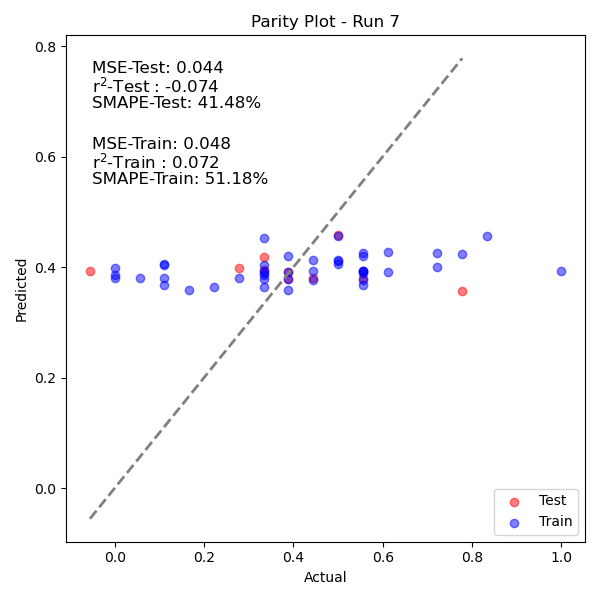 Parity Plot - Run 7
MSE-Test: 0.044
r²-Test : -0.074
SMAPE-Test: 41.48%
MSE-Train: 0.048
r²-Train : 0.072
SMAPE-Train: 51.18%
0.8
0.6
0.4
0.2
0.0
Predicted
Test
Train
0.0
0.2
0.4
0.6
0.8
1.0
Actual